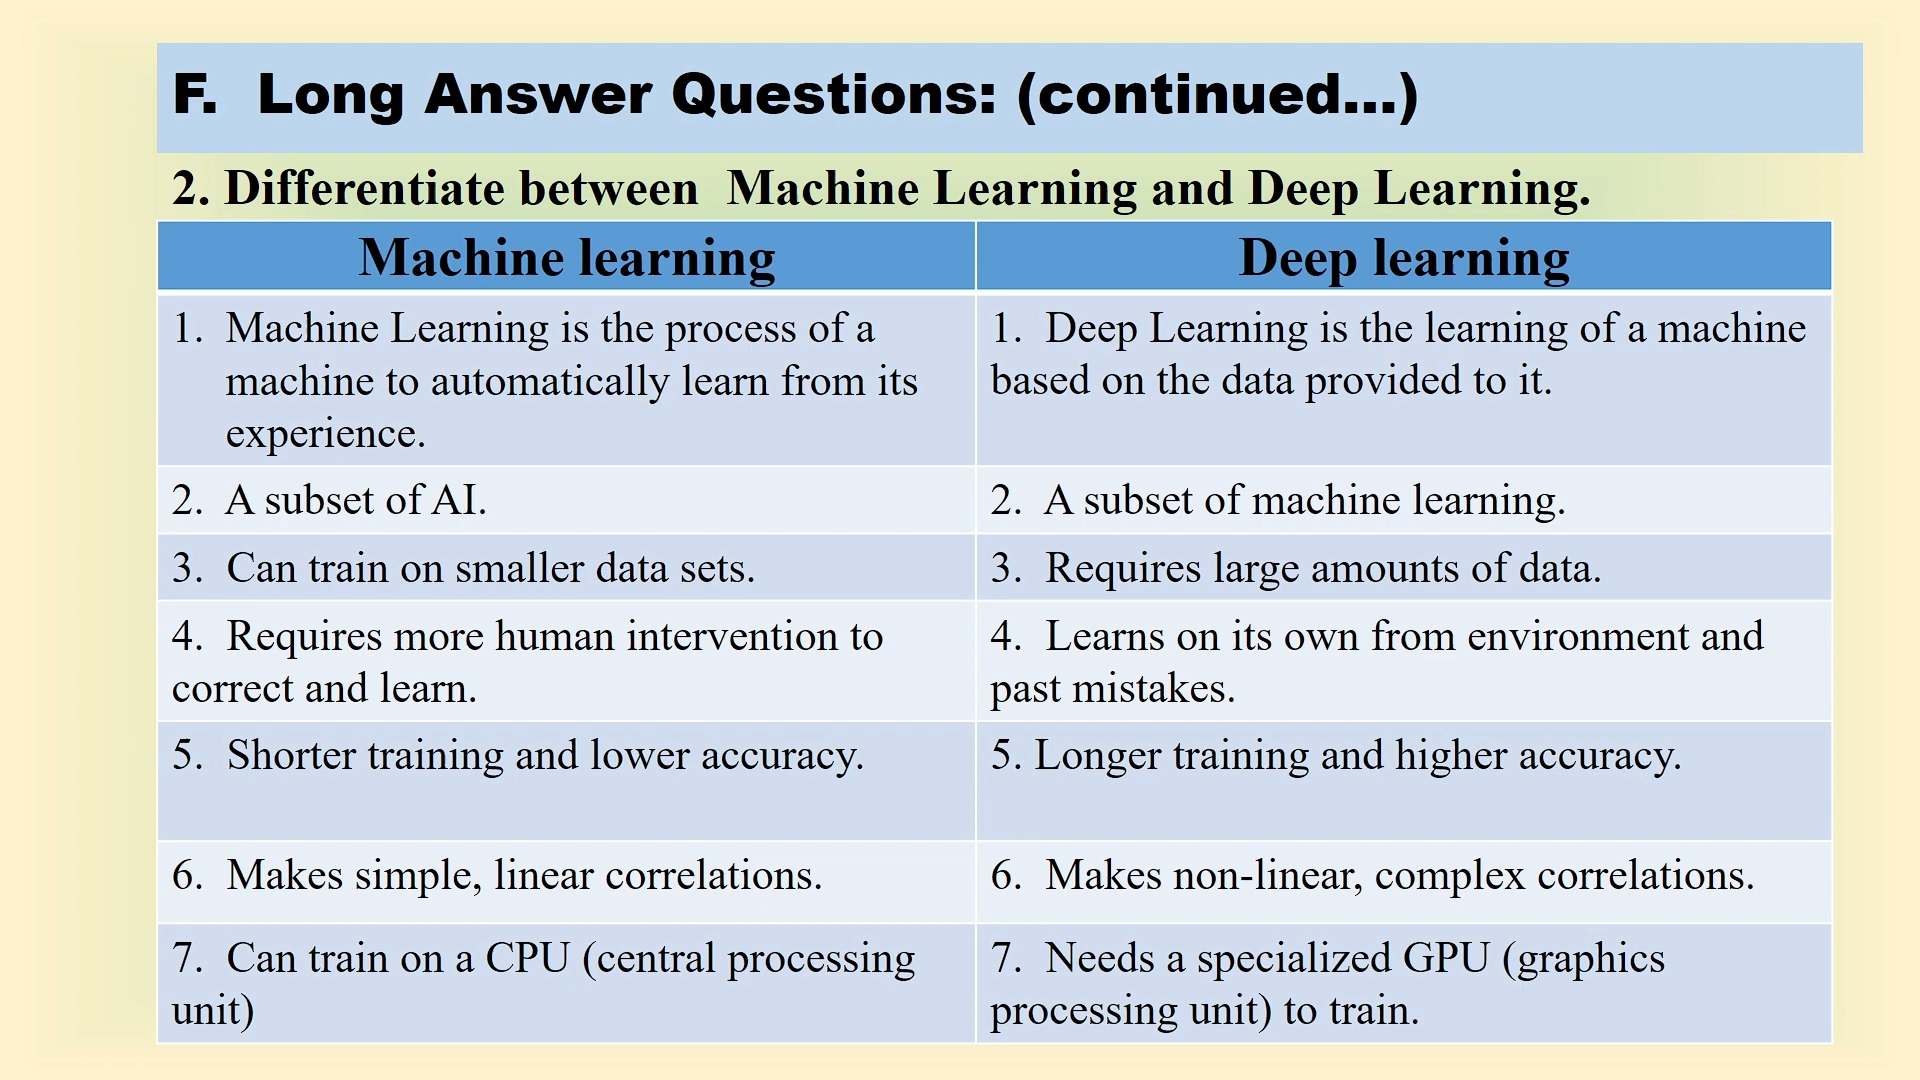 F. Long Answer Questions: (continued...)
2. Differentiate between Machine Learning and Deep Learning.
Machine learning
Deep learning
1. Machine Learning is the process of a
machine to automatically learn from its
experience.
1. Deep Learning is the learning of a machine
based on the data provided to it.
2. A subset of AI.
2. A subset of machine learning.
3. Can train on smaller data sets.
3. Requires large amounts of data.
4. Requires more human intervention to
correct and learn.
4. Learns on its own from environment and
past mistakes.
5. Shorter training and lower accuracy.
5. Longer training and higher accuracy.
6. Makes simple, linear correlations.
6. Makes non-linear, complex correlations.
7. Can train on a CPU (central processing
unit)
7. Needs a specialized GPU (graphics
processing unit) to train.